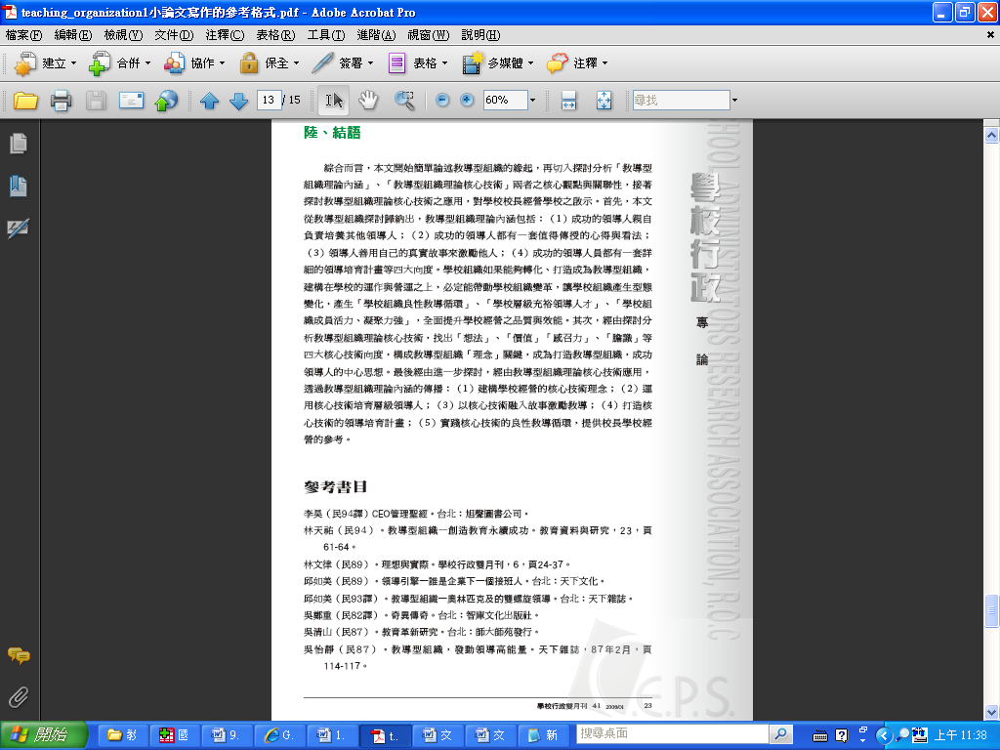 teaching_organization1小論文寫作的參考格式.pdf - Adobe Acrobat Pro
檔案(F) 編輯(E) 檢視(V) 文件(D) 注釋(C) 表格(R) 工具(T) 進階(A) 視窗(W) 說明(H)
建立 合併 協作 保全 簽署 表格 多媒體 注釋
13 / 15 60% 尋找
陸、結語
綜合而言，本文開始簡單論述教導型組織的緣起，再切入探討分析「教導型
組織理論內涵」、「教導型組織理論核心技術」兩者之核心觀點與關聯性，接著
探討教導型組織理論核心技術之應用，對學校校長經營學校之啟示。首先，本文
從教導型組織探討歸納出，教導型組織理論內涵包括：（1）成功的領導人親自
負責培養其他領導人；（2）成功的領導人都有一套值得傳授的心得與看法；
（3）領導人善用自己的真實故事來激勵他人；（4）成功的領導人員都有一套詳
細的領導培育計畫等四大向度。學校組織如果能夠轉化、打造成為教導型組織，
建構在學校的運作與營運之上，必定能帶動學校組織變革，讓學校組織產生型態
變化，產生「學校組織良性教導循環」、「學校層級充裕領導人才」、「學校組
織成員活力、凝聚力強」，全面提升學校經營之品質與效能。其次，經由探討分
析教導型組織理論核心技術，找出「想法」、「價值」「感召力」、「膽識」等
四大核心技術向度，構成教導型組織「理念」關鍵，成為打造教導型組織，成功
領導人的中心思想。最後經由進一步探討，經由教導型組織理論核心技術應用，
透過教導型組織理論內涵的傳播：（1）建構學校經營的核心技術理念；（2）運
用核心技術培育層級領導人；（3）以核心技術融入故事激勵教導；（4）打造核
心技術的領導培育計畫；（5）實踐核心技術的良性教導循環，提供校長學校經
營的參考。
參考書目
李昊（民94譯）CEO管理聖經。台北：旭聲圖書公司。
林天祐（民94）。教導型組織－創造教育永續成功。教育資料與研究，23，頁
61-64。
林文律（民89）。理想與實際。學校行政雙月刊，6，頁24-37。
邱如美（民89）。領導引擎－誰是企業下一個接班人。台北：天下文化。
邱如美（民93譯）。教導型組織－奧林匹克及的雙螺旋領導。台北：天下雜誌。
吳鄭重（民82譯）。奇異傳奇。台北：智庫文化出版社。
吳清山（民87）。教育革新研究。台北：師大師苑發行。
吳怡靜（民87）。教導型組織，發動領導高能量。天下雜誌，87年2月，頁
114-117。
學校行政雙月刊 41 2006/01 23
學校行政
專論
SCHOOL ADMINISTRATORS RESEARCH ASSOCIATION, R.O.C
C.E.P.S.
開始 教 國 9. G. 1. t.. 文 文 新 搜尋桌面 上午 11:38